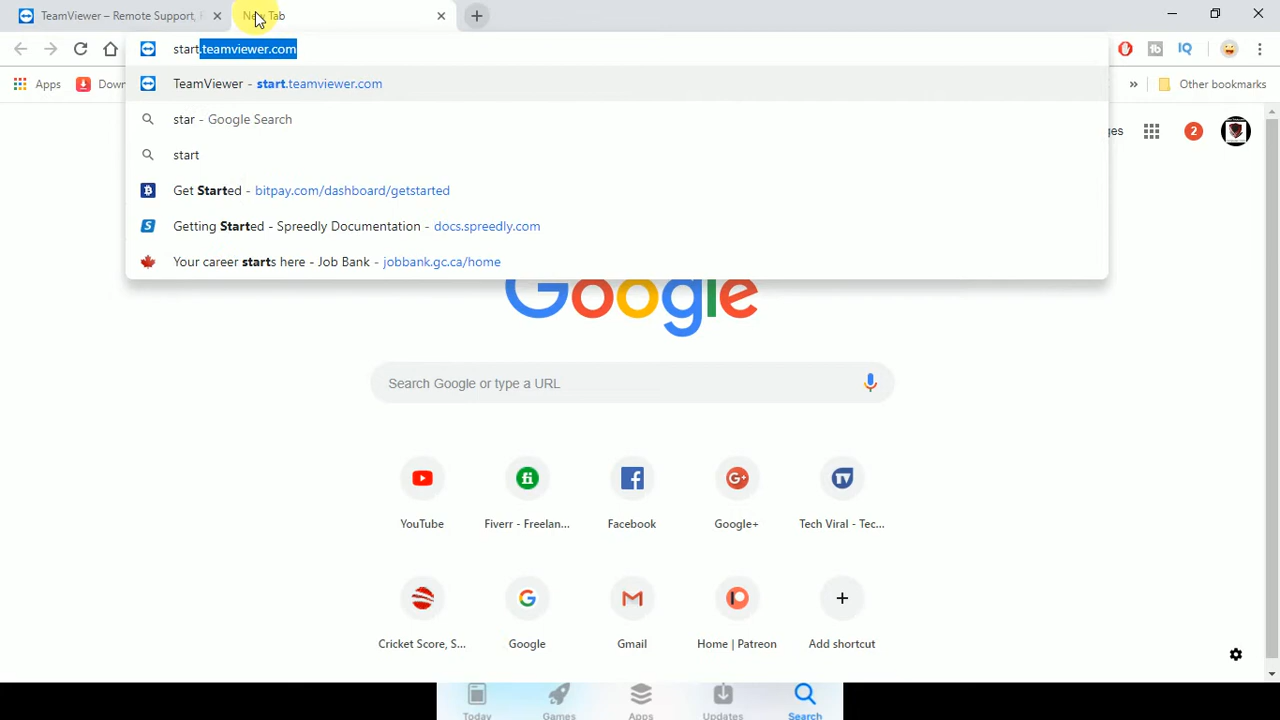 TeamViewer – Remote Support,
New Tab
start.teamviewer.com
Apps
Down
Other bookmarks
TeamViewer - start.teamviewer.com
star - Google Search
start
Get Started - bitpay.com/dashboard/getstarted
Getting Started - Spreedly Documentation - docs.spreedly.com
Your career starts here - Job Bank - jobbank.gc.ca/home
IQ
ges
2
Google
Search Google or type a URL
YouTube
Fiverr - Freelan...
Facebook
Google+
Tech Viral - Tec...
Cricket Score, S...
Google
Gmail
Home | Patreon
Add shortcut
Today
Games
Apps
Updates
Search